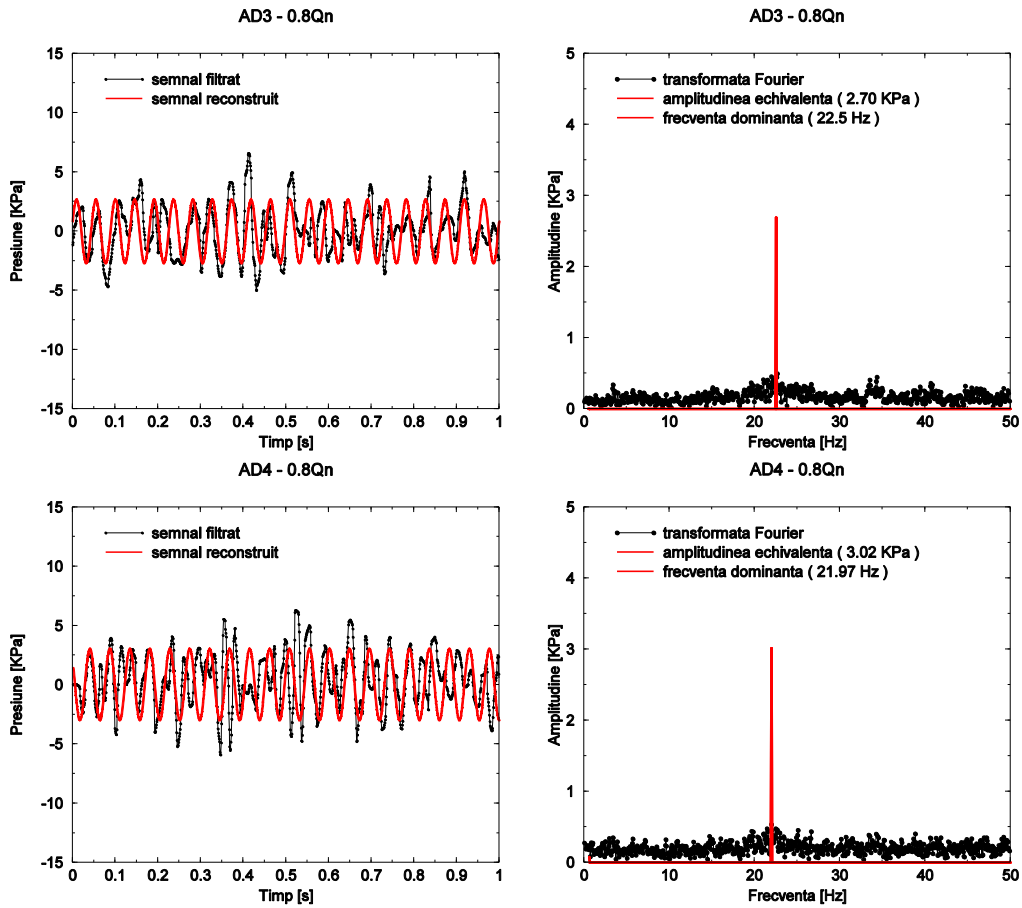 AD3 - 0.8Qn
15
10
5
0
-5
-10
-15
semnal filtrat
semnal reconstruit
Presiune [KPa]
0 0.1 0.2 0.3 0.4 0.5 0.6 0.7 0.8 0.9 1
Timp [s]
AD3 - 0.8Qn
5
4
3
2
1
0
transformata Fourier
amplitudinea echivalenta ( 2.70 KPa )
frecventa dominanta ( 22.5 Hz )
Amplitudine [KPa]
0 10 20 30 40 50
Frecventa [Hz]
AD4 - 0.8Qn
15
10
5
0
-5
-10
-15
semnal filtrat
semnal reconstruit
Presiune [KPa]
0 0.1 0.2 0.3 0.4 0.5 0.6 0.7 0.8 0.9 1
Timp [s]
AD4 - 0.8Qn
5
4
3
2
1
0
transformata Fourier
amplitudinea echivalenta ( 3.02 KPa )
frecventa dominanta ( 21.97 Hz )
Amplitudine [KPa]
0 10 20 30 40 50
Frecventa [Hz]